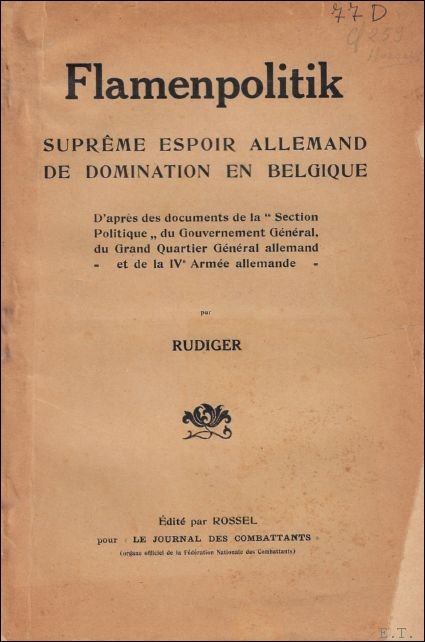 77 D
259
Flamenpolitik
SUPRÊME ESPOIR ALLEMAND
DE DOMINATION EN BELGIQUE
D'après des documents de la " Section
Politique „ du Gouvernement Général,
du Grand Quartier Général allemand
- et de la IVe Armée allemande -
par
RUDIGER
Édité par ROSSEL
pour " LE JOURNAL DES COMBATTANTS "
(organe officiel de la Fédération Nationale des Combattants)
E.T.